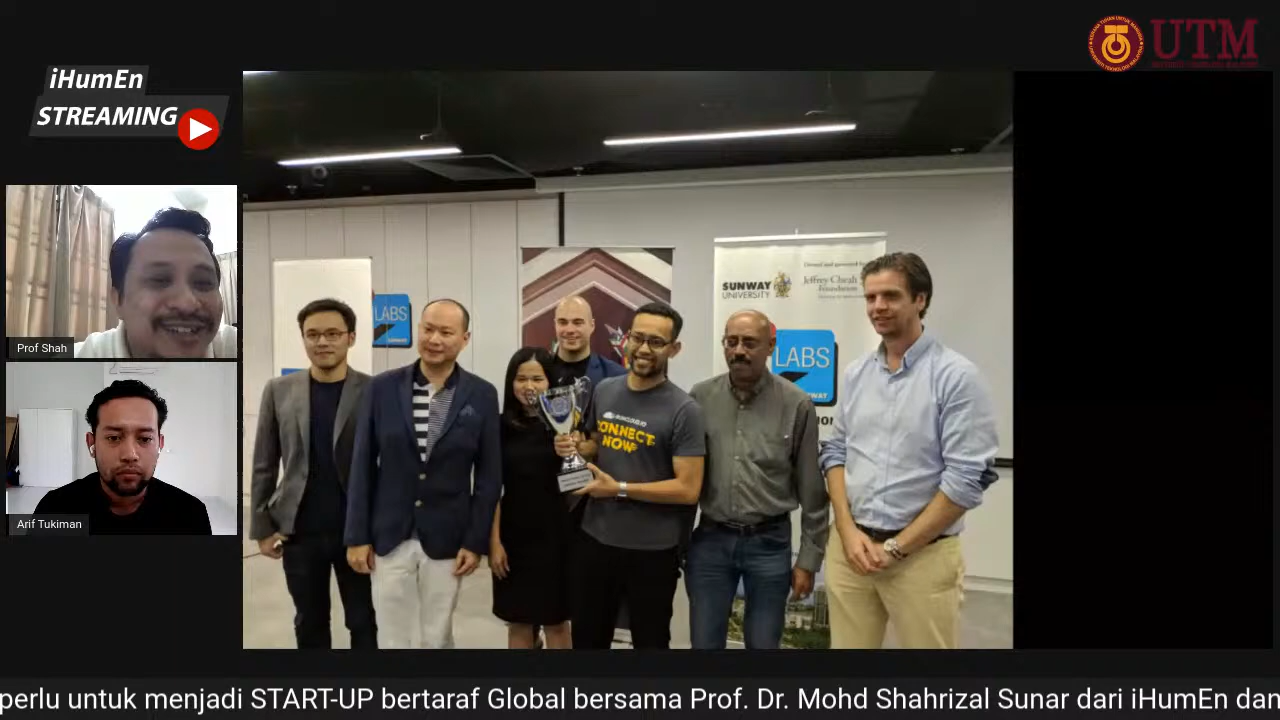 UTM
iHumEn
STREAMING
LABS
SUNWAY
UNIVERSITY
Jeffrey Cheah
Foundation
LABS
CONNECT
NOW
Prof Shah
Arif Tukiman
perlu untuk menjadi START-UP bertaraf Global bersama Prof. Dr. Mohd Shahrizal Sunar dari iHumEn dan